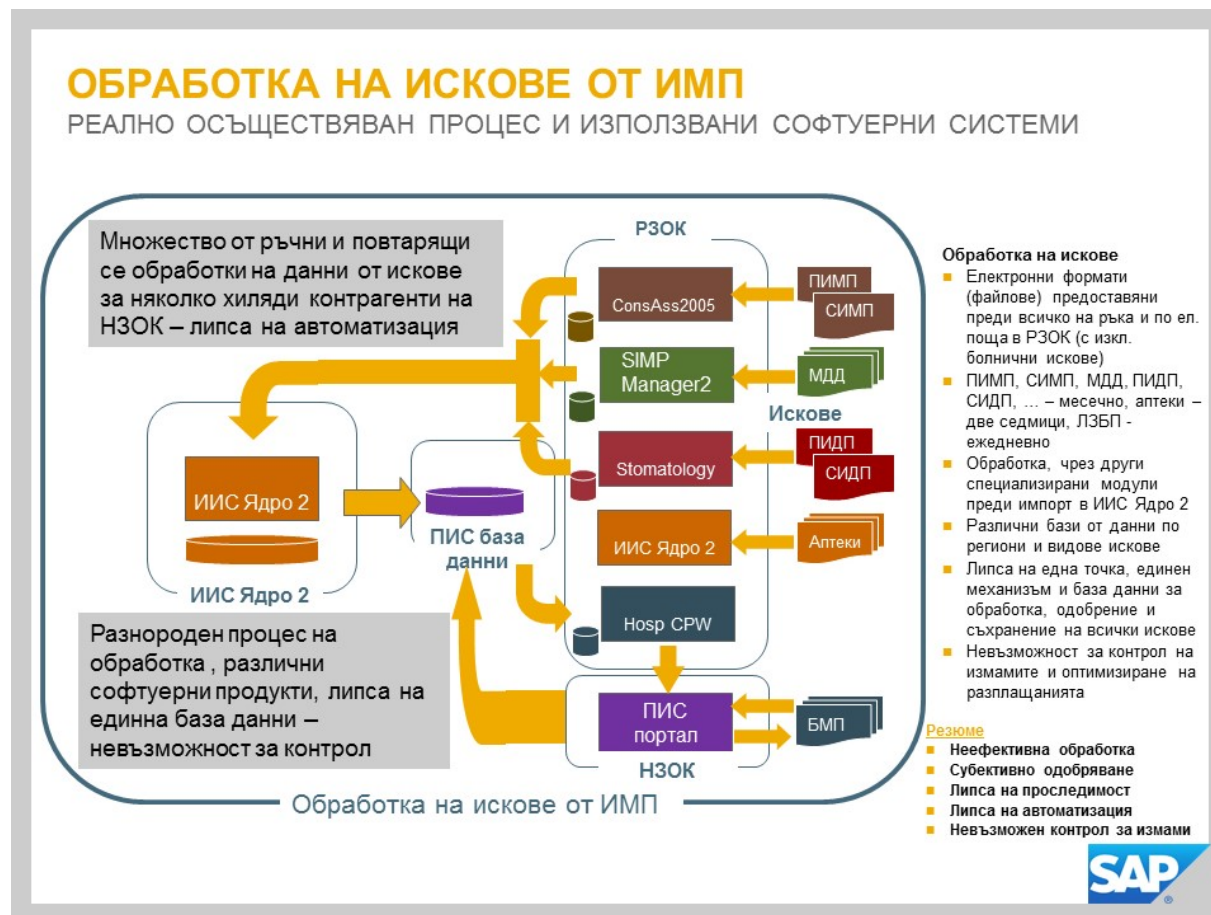 ОБРАБОТКА НА ИСКОВЕ ОТ ИМП
РЕАЛНО ОСЪЩЕСТВЯВАН ПРОЦЕС И ИЗПОЛЗВАНИ СОФТУЕРНИ СИСТЕМИ
Множество от ръчни и повтарящи
се обработки на данни от искове
за няколко хиляди контрагенти на
НЗОК – липса на автоматизация
РЗОК
ConsAss2005
ПИМП
СИМП
SIMP
Manager2
МДД
Искове
Stomatology
ПИДП
СИДП
ИИС Ядро 2
Аптеки
Hosp CPW
ПИС
портал
БМП
НЗОК
ИИС Ядро 2
ИИС Ядро 2
ПИС база
данни
Разнороден процес на
обработка , различни
софтуерни продукти, липса на
единна база данни –
невъзможност за контрол
Обработка на искове от ИМП
Обработка на искове
Електронни формати
(файлове) предоставяни
преди всичко на ръка и по ел.
поща в РЗОК (с изкл.
болнични искове)
ПИМП, СИМП, МДД, ПИДП,
СИДП, ... – месечно, аптеки –
две седмици, ЛЗБП -
ежедневно
Обработка, чрез други
специализирани модули
преди импорт в ИИС Ядро 2
Различни бази от данни по
региони и видове искове
Липса на една точка, единен
механизъм и база данни за
обработка, одобрение и
съхранение на всички искове
Невъзможност за контрол на
измамите и оптимизиране на
разплащанията
Резюме
Неефективна обработка
Субективно одобряване
Липса на проследимост
Липса на автоматизация
Невъзможен контрол за измами
SAP®